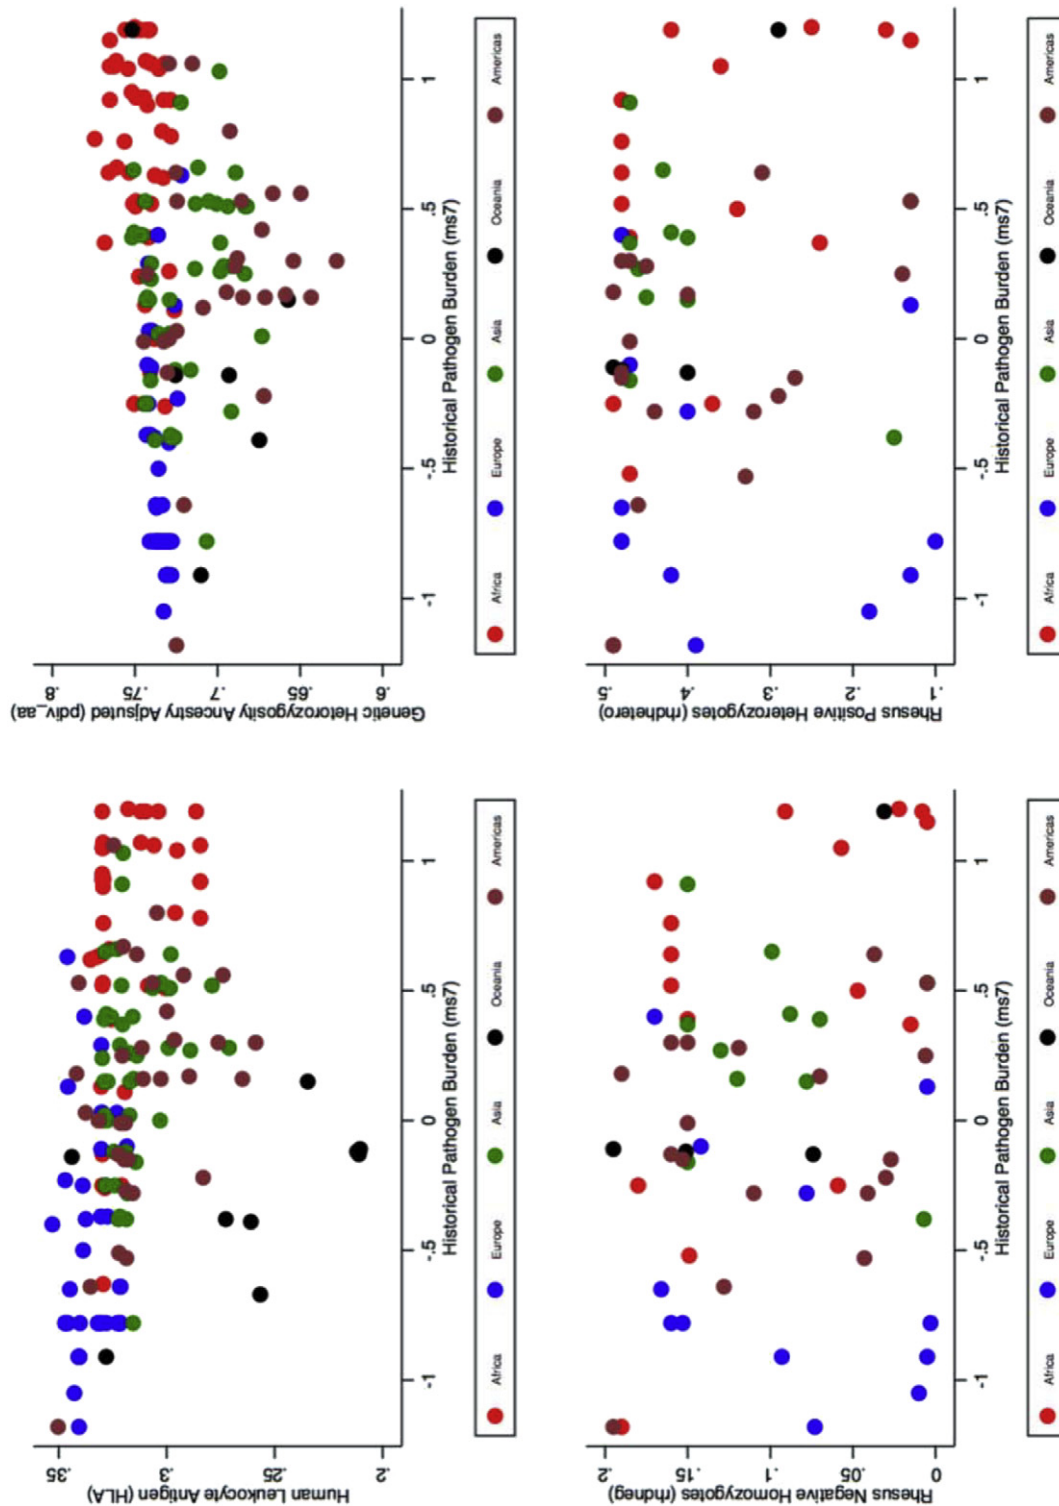 Human Leukocyte Antigen (HLA)
.35
.3
.25
.2
-1
-.5
0
.5
1
Historical Pathogen Burden (ms7)
Africa
Europe
Asia
Oceania
Americas
Genetic Hetorozygosity Ancestry Adjsuted (pdiv_aa)
.8
.75
.7
.65
.6
-1
-.5
0
.5
1
Historical Pathogen Burden (ms7)
Africa
Europe
Asia
Oceania
Americas
Rhesus Negative Homozygotes (rhdneg)
.2
.15
.1
.05
0
-1
-.5
0
.5
1
Historical Pathogen Burden (ms7)
Africa
Europe
Asia
Oceania
Americas
Rhesus Positive Heterozygotes (rhdhetero)
.5
.4
.3
.2
.1
-1
-.5
0
.5
1
Historical Pathogen Burden (ms7)
Africa
Europe
Asia
Oceania
Americas